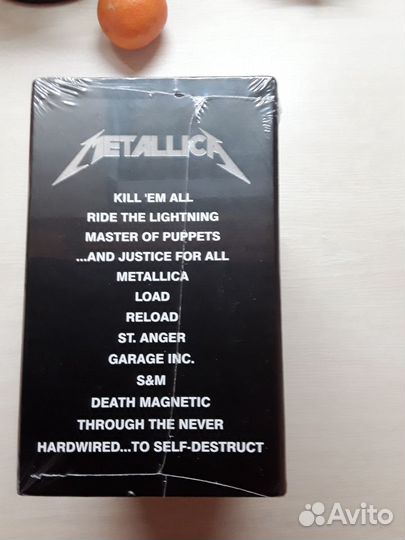 METALLICA
KILL 'EM ALL
RIDE THE LIGHTNING
MASTER OF PUPPETS
...AND JUSTICE FOR ALL
METALLICA
LOAD
RELOAD
ST. ANGER
GARAGE INC.
S&M
DEATH MAGNETIC
THROUGH THE NEVER
HARDWIRED...TO SELF-DESTRUCT
Avito